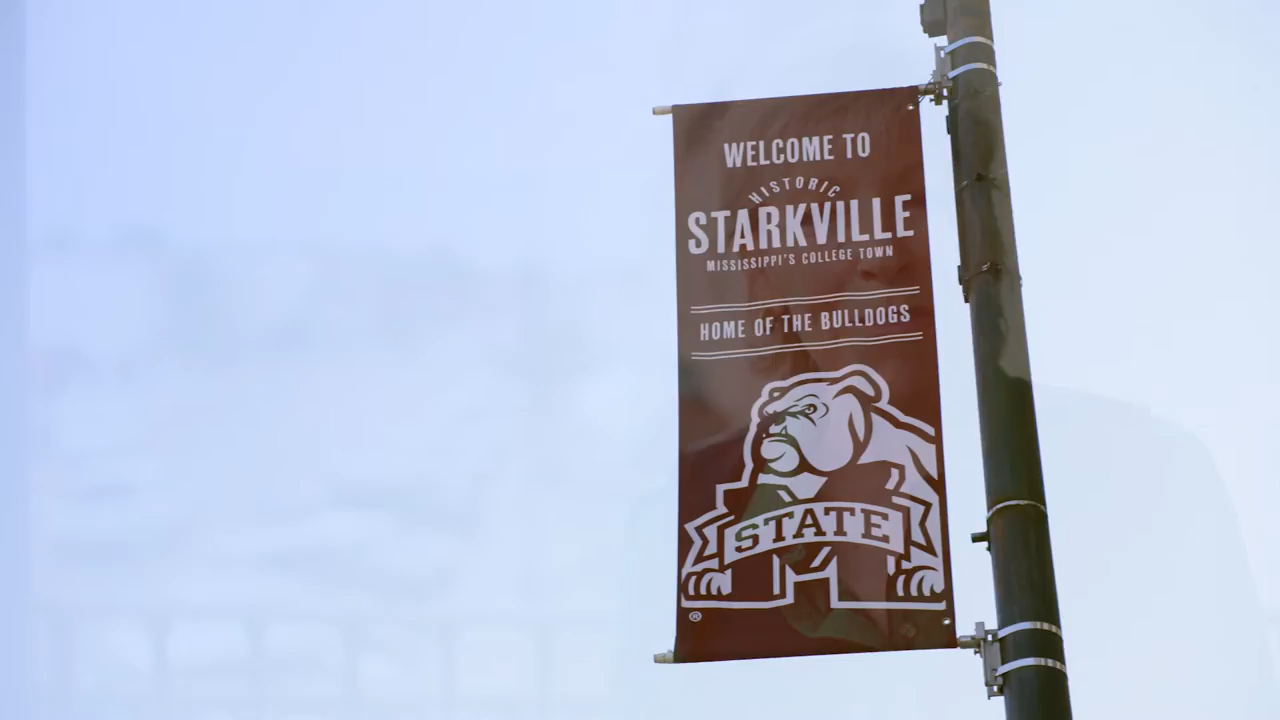 WELCOME TO
HISTORIC
STARKVILLE
MISSISSIPPI'S COLLEGE TOWN
HOME OF THE BULLDOGS
STATE
M
®